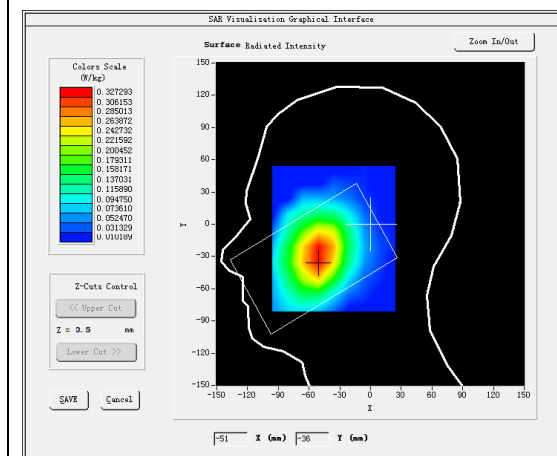 SAR Visualisation Graphical Interface
Surface Radiated Intensity
Zoom In/Out
Colors Scale
(W/kg)
0.327293
0.306153
0.285013
0.263872
0.242732
0.221592
0.200452
0.179311
0.158171
0.137031
0.115890
0.094750
0.073610
0.052470
0.031329
0.010189
150
120
90
60
30
0
-30
-60
-90
-120
-150
Y
-150 -120 -90 -60 -30 0 30 60 90 120 150
X
Z-Cuts Control
<< Upper Cut
Z = 0.5 mm
Lower Cut >>
SAVE Cancel
-51 X (mm) -36 Y (mm)